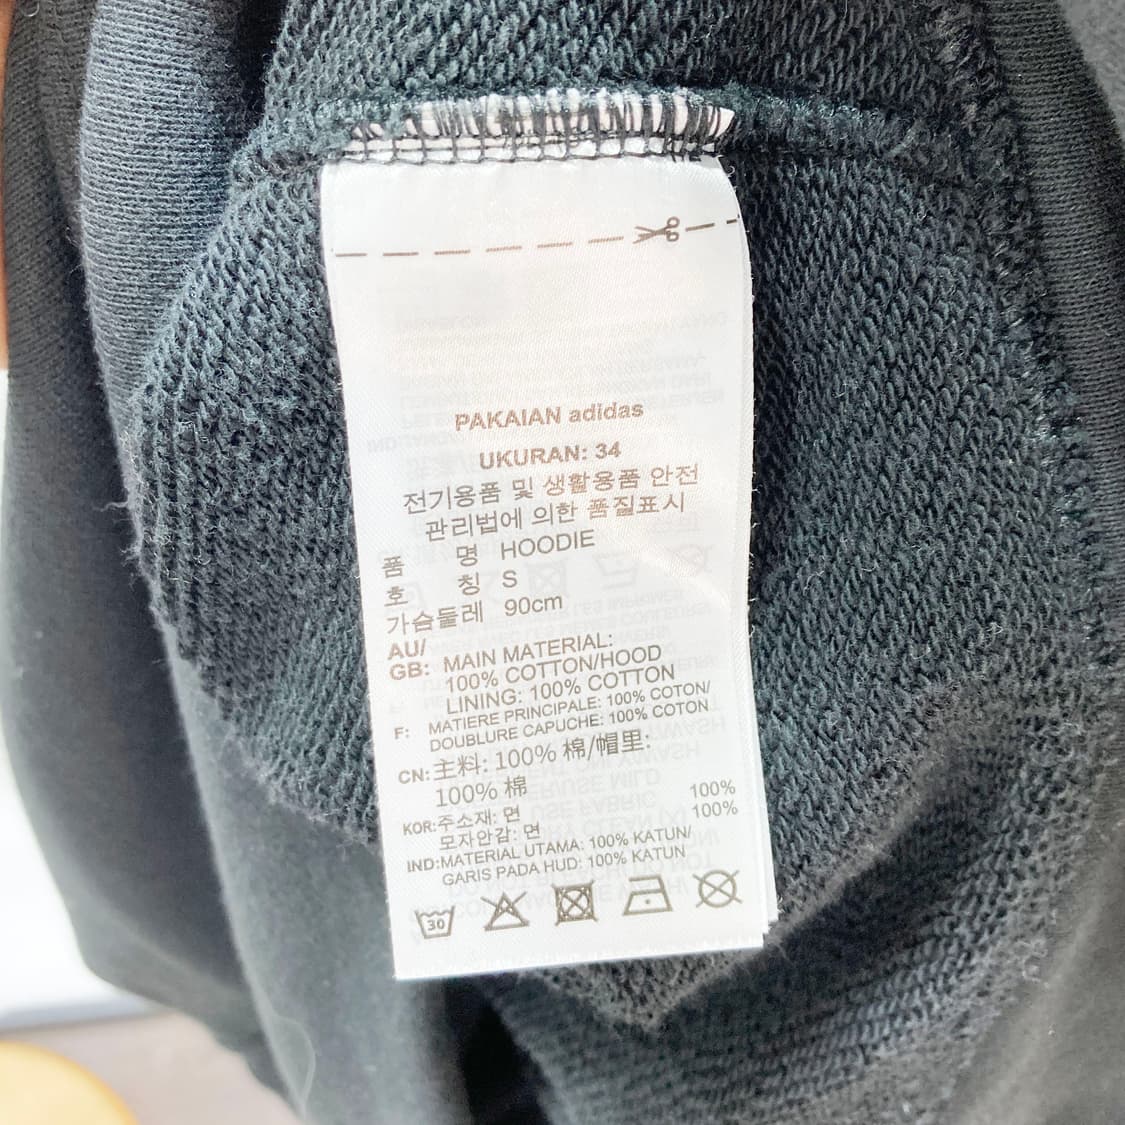 PAKAIAN adidas
UKURAN: 34
전기용품 및 생활용품 안전
관리법에 의한 품질표시
품 명 HOODIE
호 칭 S
가슴둘레 90cm
AU/
GB: MAIN MATERIAL:
100% COTTON/HOOD
LINING: 100% COTTON
F: MATIERE PRINCIPALE: 100% COTON/
DOUBLURE CAPUCHE: 100% COTON
CN: 主料: 100% 棉/帽里:
100% 棉
KOR: 주소재: 면 100%
모자안감: 면 100%
IND: MATERIAL UTAMA: 100% KATUN/
GARIS PADA HUD: 100% KATUN
30